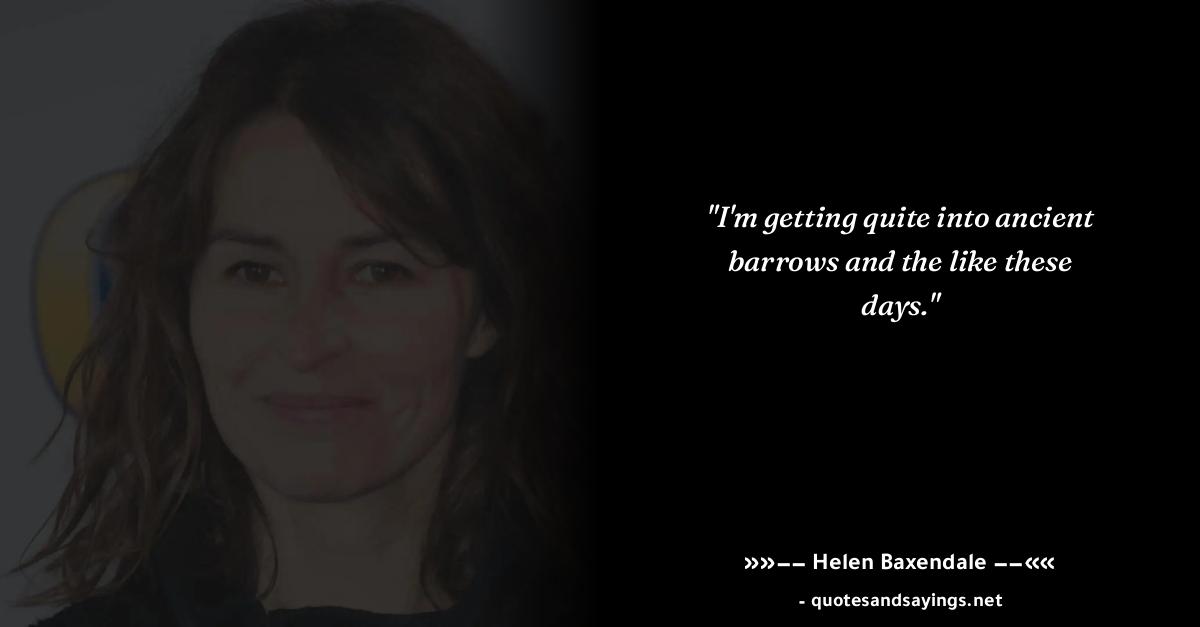 "I'm getting quite into ancient
barrows and the like these
days."
»»–– Helen Baxendale ––««
- quotesandsayings.net